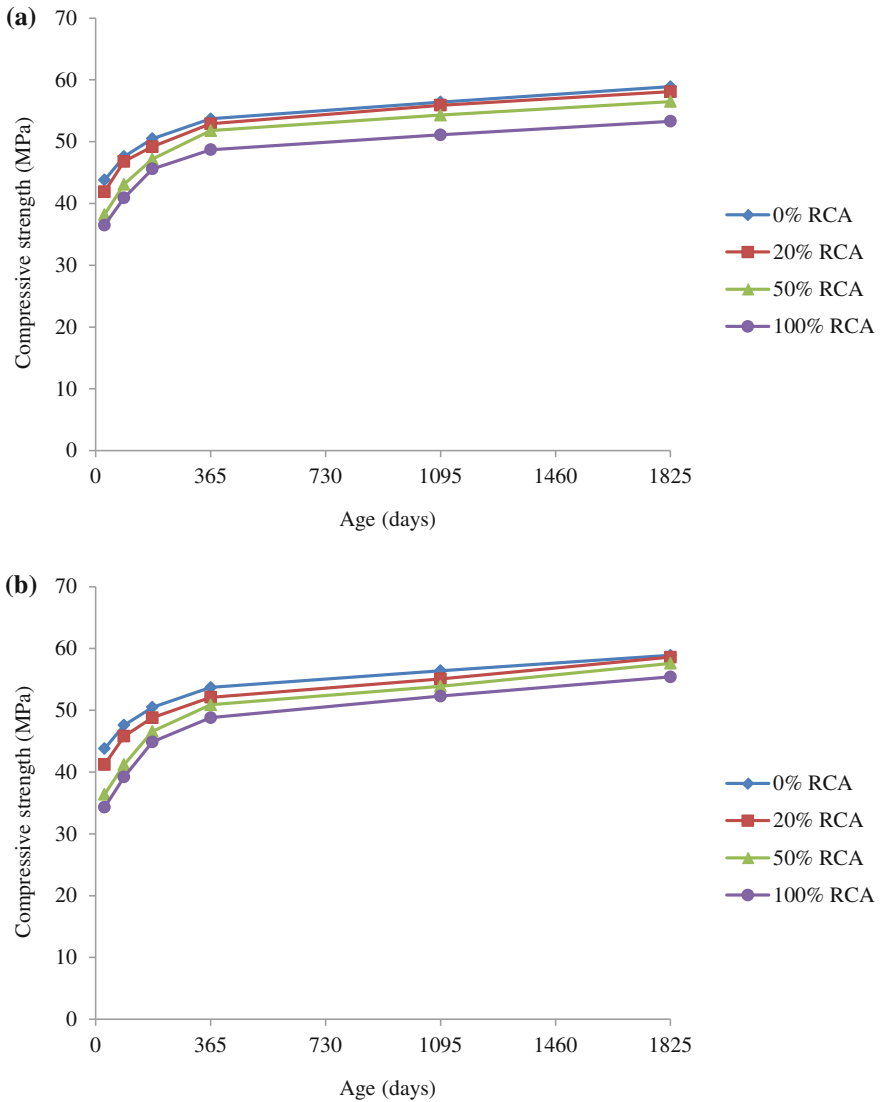 (a)
70
60
50
40
30
20
10
0
Compressive strength (MPa)
0 365 730 1095 1460 1825
Age (days)
0% RCA
20% RCA
50% RCA
100% RCA
(b)
70
60
50
40
30
20
10
0
Compressive strength (MPa)
0 365 730 1095 1460 1825
Age (days)
0% RCA
20% RCA
50% RCA
100% RCA